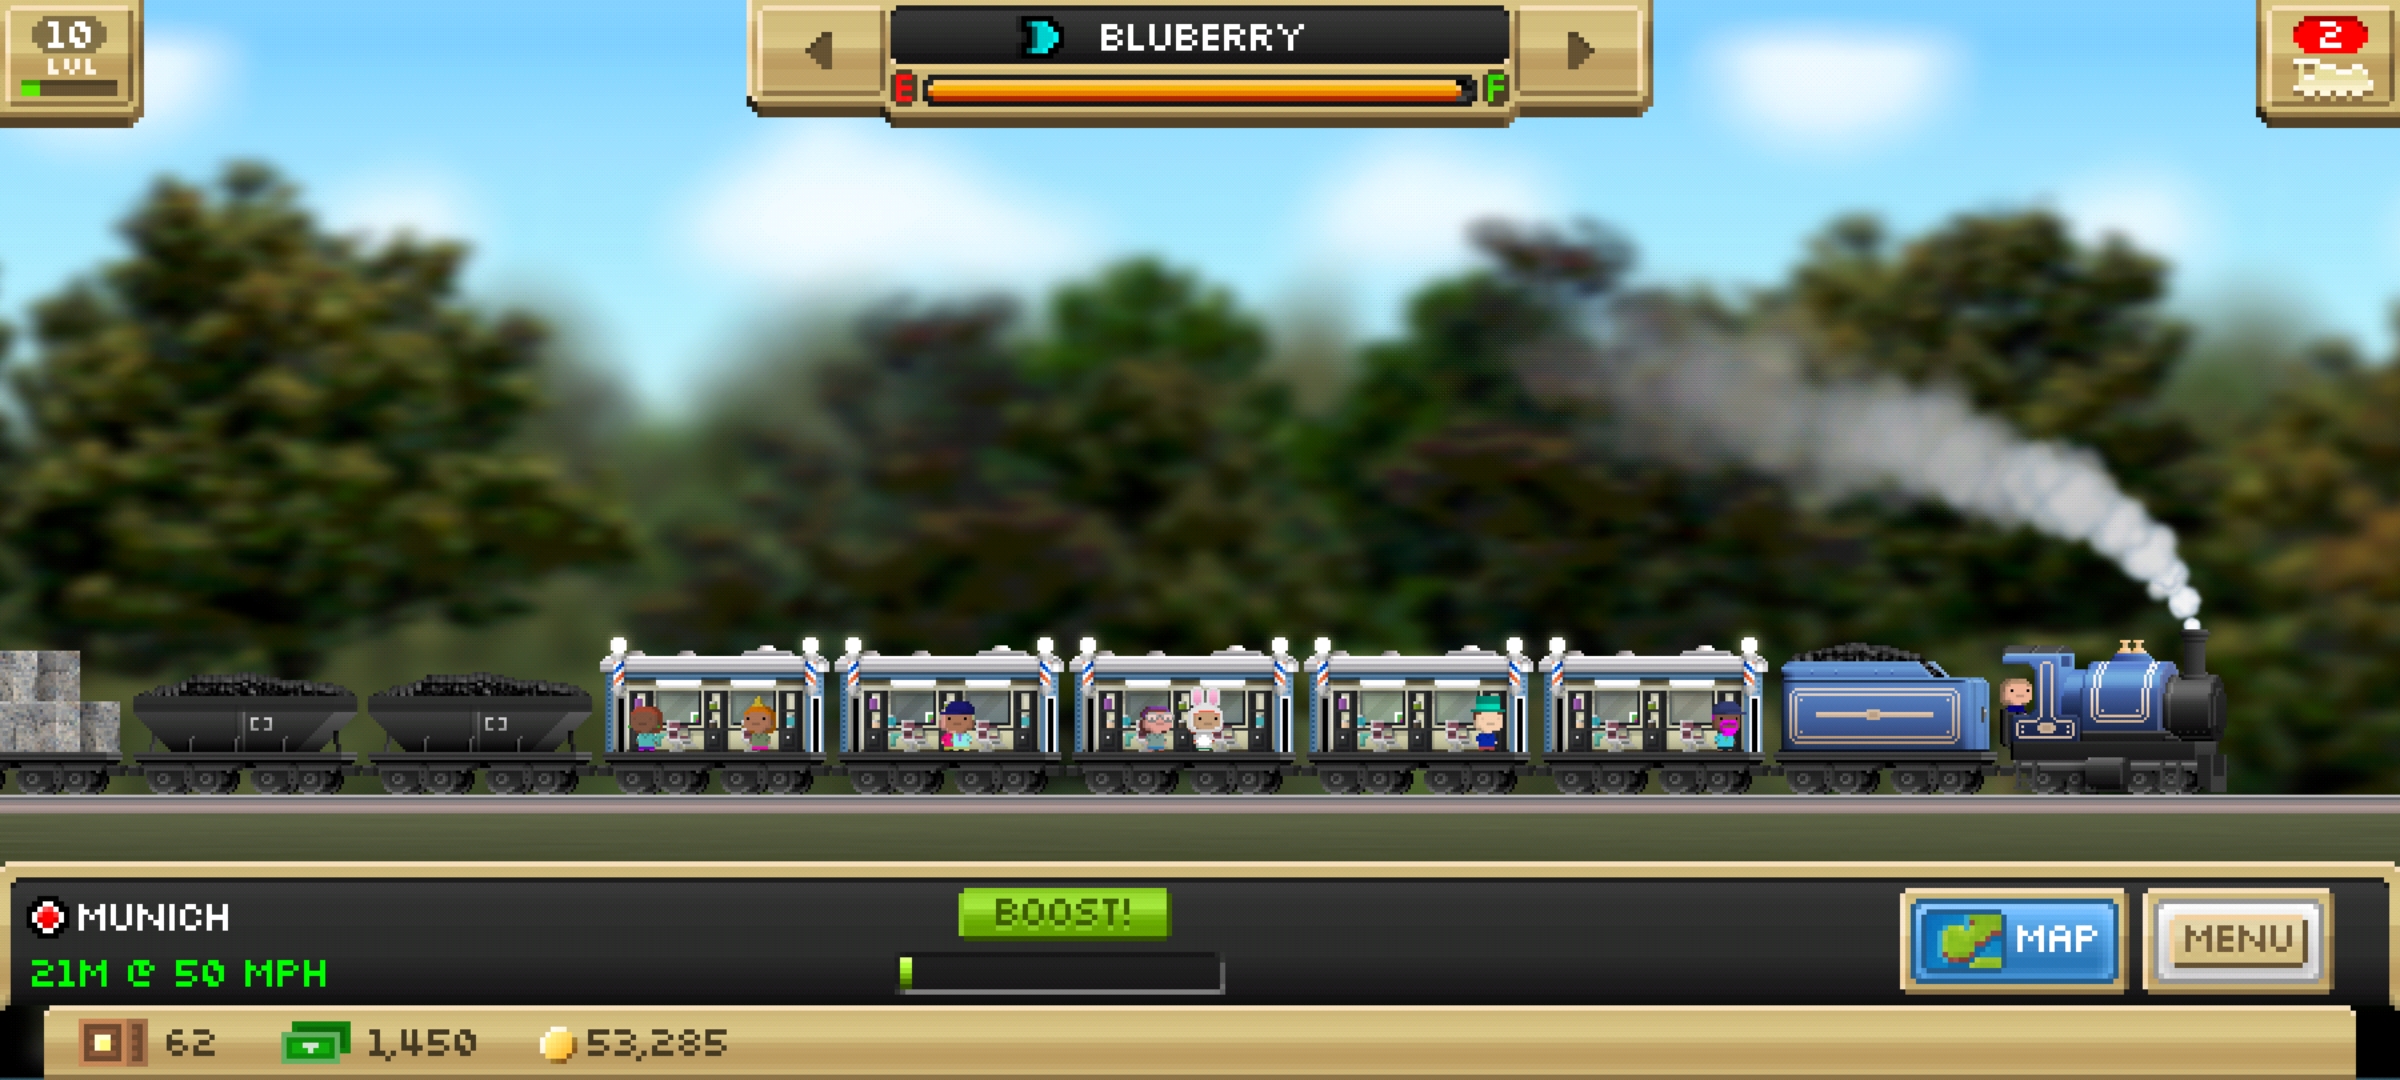 10
LVL
BLUBERRY
E F
2
MUNICH
21M @ 50 MPH
BOOST!
MAP
MENU
62 1,450 53,285